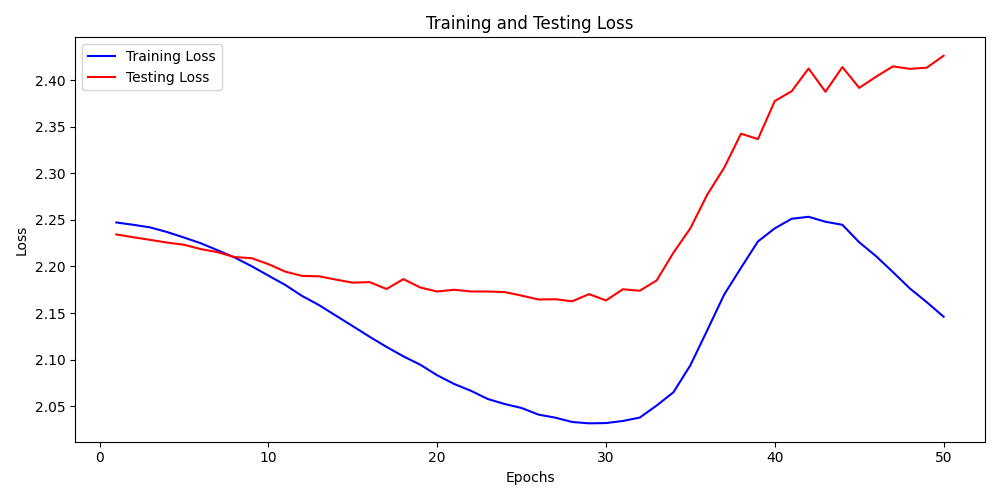 Training and Testing Loss
Training Loss
Testing Loss
2.40
2.35
2.30
2.25
2.20
2.15
2.10
2.05
Loss
0 10 20 30 40 50
Epochs